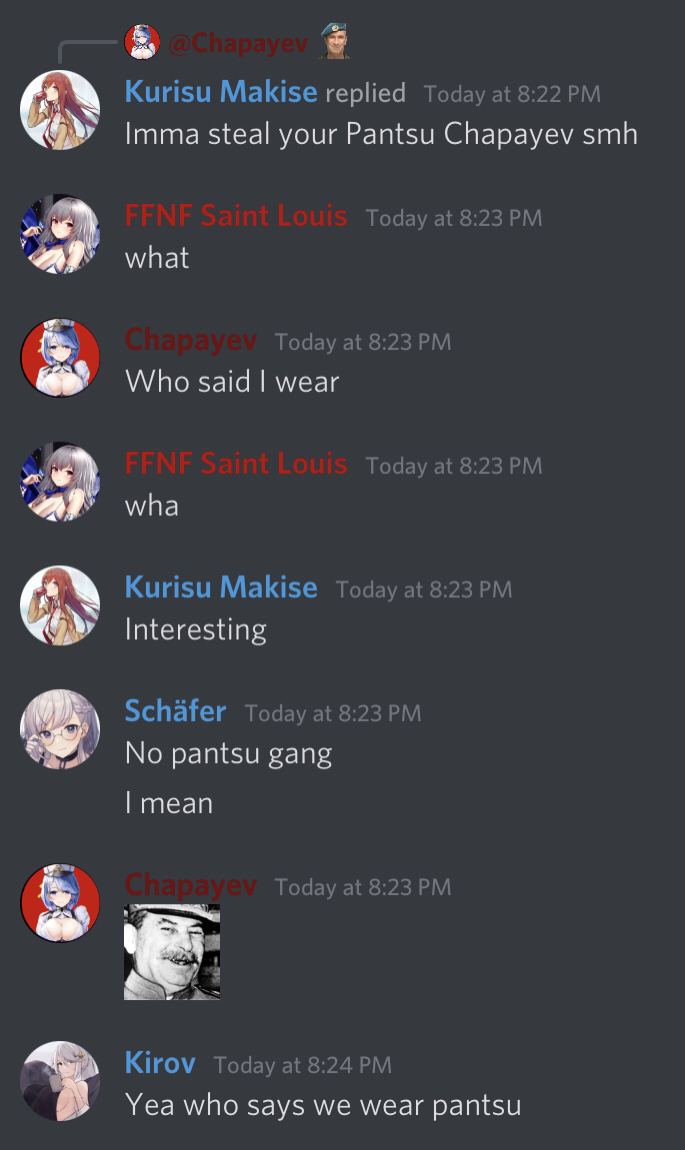 @Chapayev
Kurisu Makise replied Today at 8:22 PM
Imma steal your Pantsu Chapayev smh
FFNF Saint Louis Today at 8:23 PM
what
Chapayev Today at 8:23 PM
Who said I wear
FFNF Saint Louis Today at 8:23 PM
wha
Kurisu Makise Today at 8:23 PM
Interesting
Schäfer Today at 8:23 PM
No pantsu gang
I mean
Chapayev Today at 8:23 PM
Kirov Today at 8:24 PM
Yea who says we wear pantsu